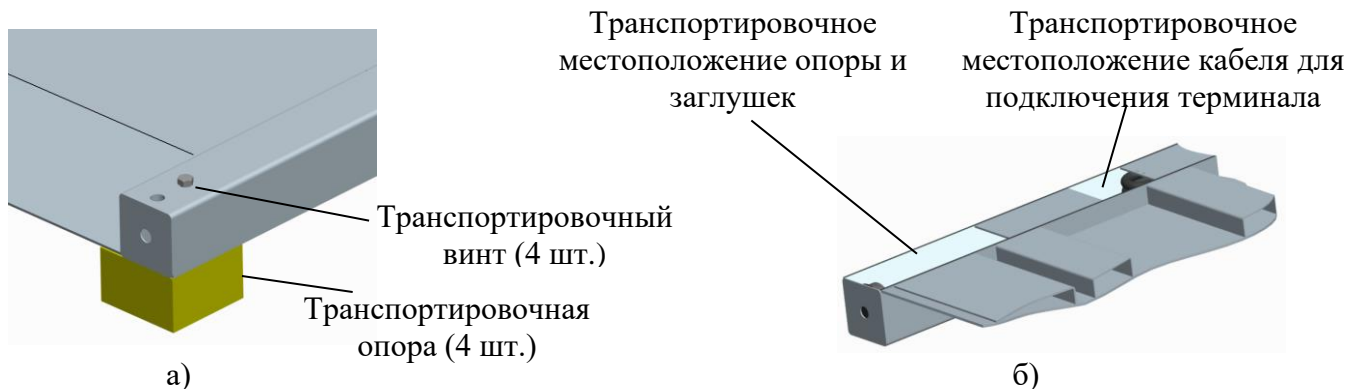 Транспортировочное
местоположение опоры и
заглушек
Транспортировочное
местоположение кабеля для
подключения терминала
Транспортировочный
винт (4 шт.)
Транспортировочная
опора (4 шт.)
а)
б)